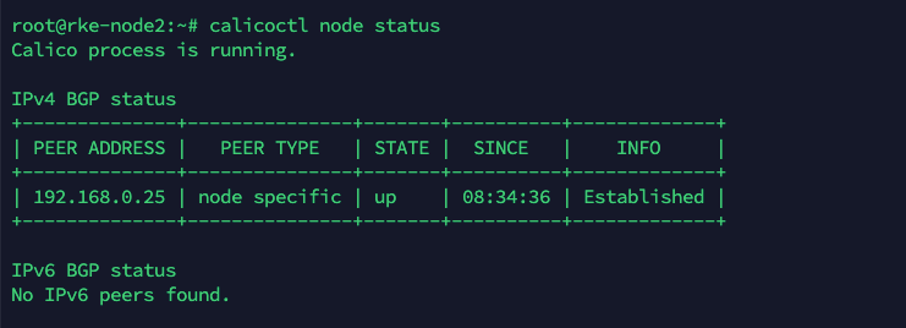 root@rke-node2:~# calicoctl node status
Calico process is running.
IPv4 BGP status
+--------------+---------------+-------+----------+-------------+
| PEER ADDRESS |   PEER TYPE   | STATE |  SINCE   |    INFO     |
+--------------+---------------+-------+----------+-------------+
| 192.168.0.25 | node specific | up    | 08:34:36 | Established |
+--------------+---------------+-------+----------+-------------+
IPv6 BGP status
No IPv6 peers found.